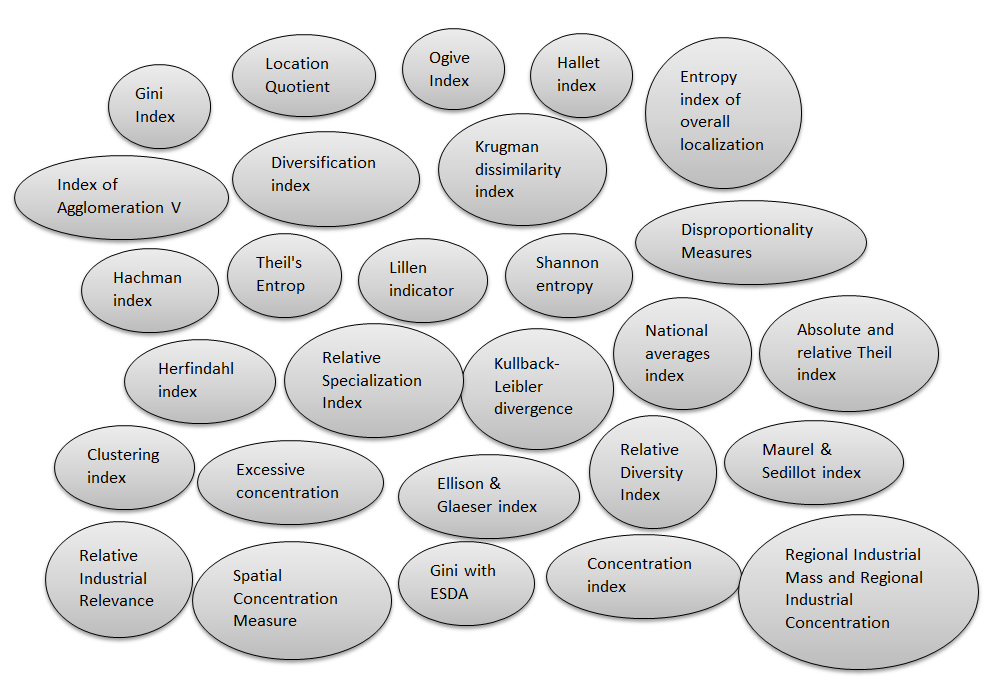 Gini
Index
Location
Quotient
Ogive
Index
Hallet
index
Entropy
index of
overall
localization
Index of
Agglomeration V
Diversification
index
Krugman
dissimilarity
index
Disproportionality
Measures
Hachman
index
Theil's
Entrop
Lillen
indicator
Shannon
entropy
National
averages
index
Absolute and
relative Theil
index
Herfindahl
index
Relative
Specialization
Index
Kullback-
Leibler
divergence
Clustering
index
Excessive
concentration
Ellison &
Glaeser index
Relative
Diversity
Index
Maurel &
Sedillot index
Relative
Industrial
Relevance
Spatial
Concentration
Measure
Gini with
ESDA
Concentration
index
Regional Industrial
Mass and Regional
Industrial
Concentration